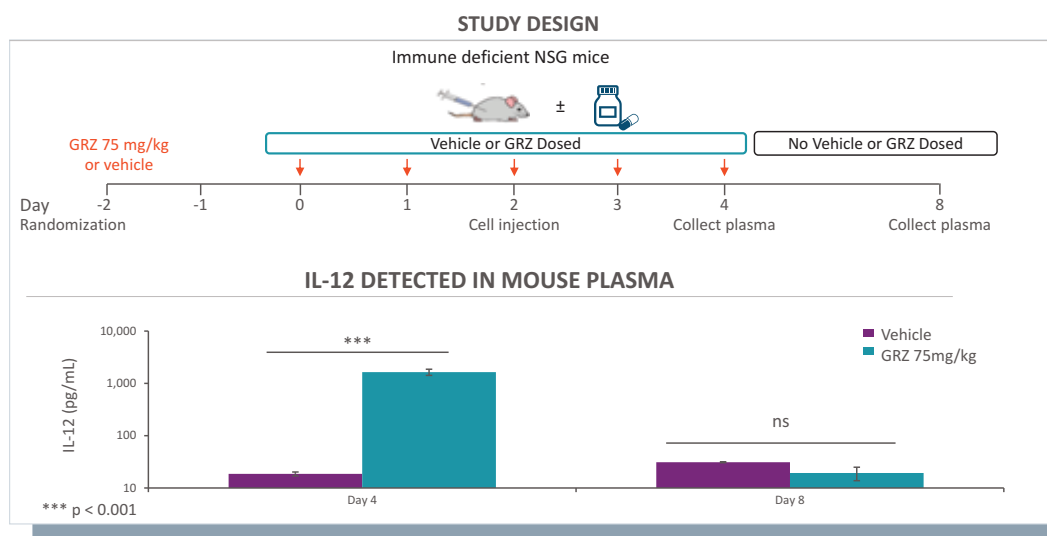 STUDY DESIGN
Immune deficient NSG mice
±
GRZ 75 mg/kg
or vehicle
Vehicle or GRZ Dosed
No Vehicle or GRZ Dosed
Day
-2 -1 0 1 2 3 4 8
Randomization Cell injection Collect plasma Collect plasma
IL-12 DETECTED IN MOUSE PLASMA
10,000
1,000
100
10
IL-12 (pg/mL)
***
ns
Vehicle
GRZ 75mg/kg
Day 4 Day 8
*** p < 0.001